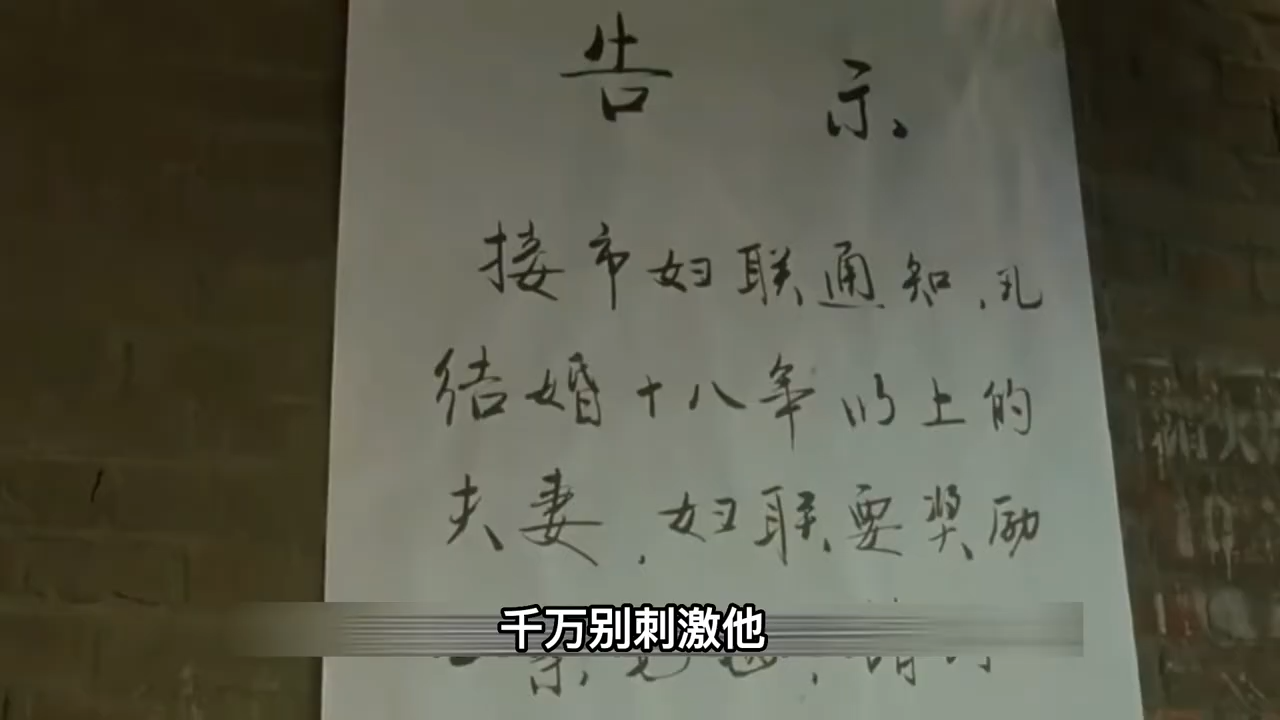 告示
接市妇联通知，凡
结婚十八年以上的
夫妻，妇联要奖励
千万别刺激他